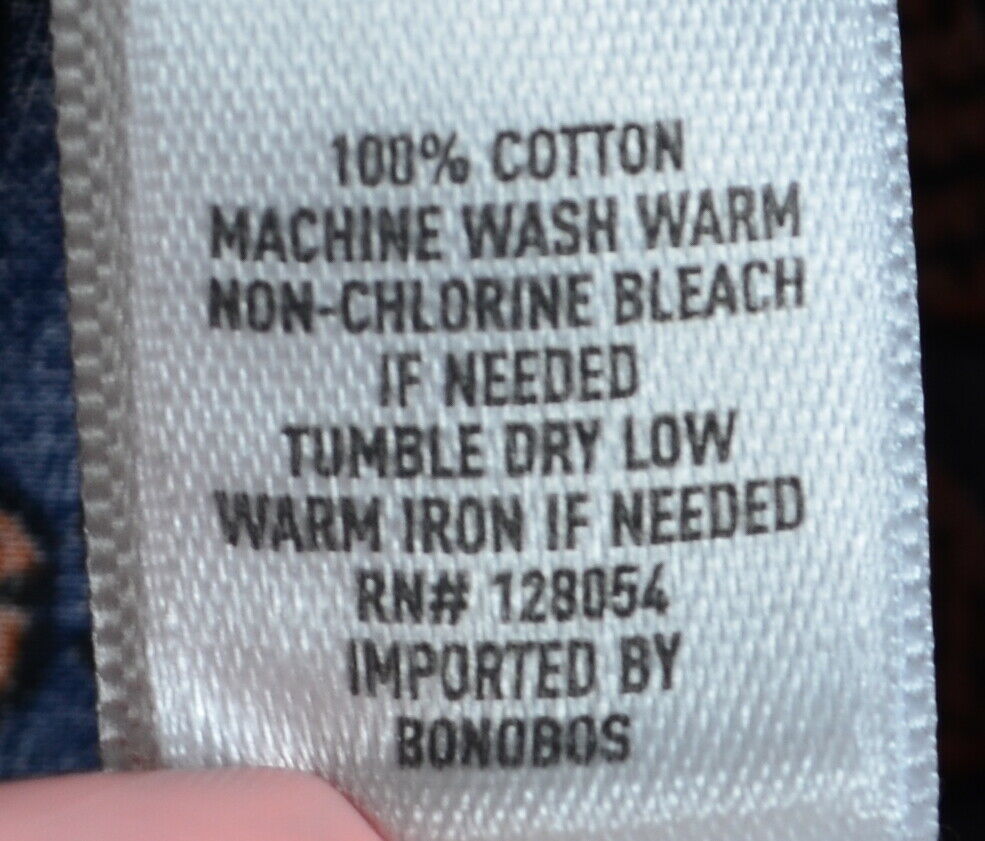 100% COTTON
MACHINE WASH WARM
NON-CHLORINE BLEACH
IF NEEDED
TUMBLE DRY LOW
WARM IRON IF NEEDED
RN# 128054
IMPORTED BY
BONOBOS